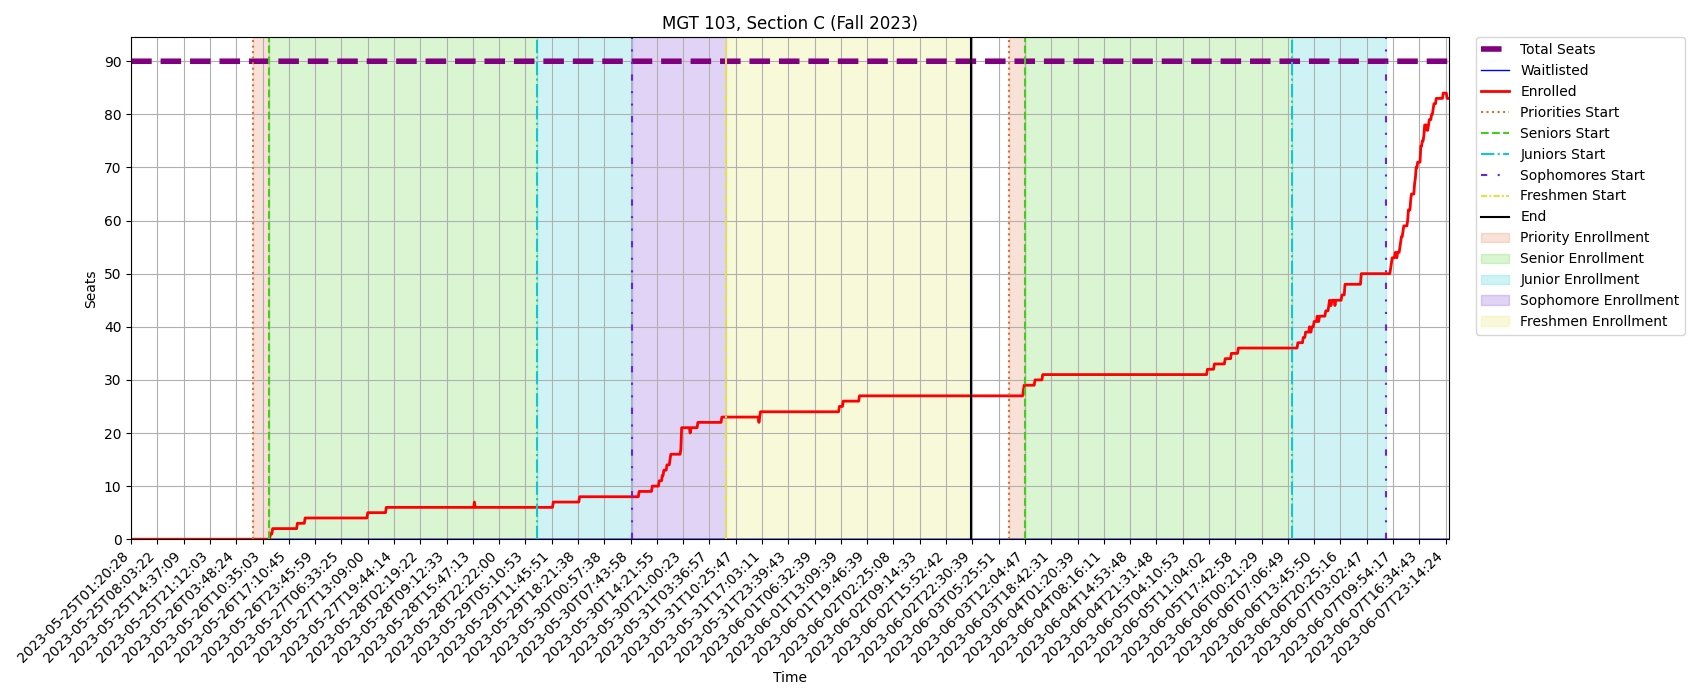 MGT 103, Section C (Fall 2023)
Seats
90
80
70
60
50
40
30
20
10
0
2023-05-25T01:20:28
2023-05-25T08:03:22
2023-05-25T14:37:09
2023-05-25T21:12:03
2023-05-26T03:48:24
2023-05-26T10:35:03
2023-05-26T17:10:45
2023-05-26T23:45:59
2023-05-27T06:33:25
2023-05-27T13:09:00
2023-05-27T19:44:14
2023-05-28T02:19:22
2023-05-28T09:12:33
2023-05-28T15:47:13
2023-05-28T22:22:00
2023-05-29T05:10:53
2023-05-29T11:45:51
2023-05-29T18:21:38
2023-05-30T00:57:38
2023-05-30T07:43:58
2023-05-30T14:21:55
2023-05-30T21:00:23
2023-05-31T03:36:57
2023-05-31T10:25:47
2023-05-31T17:03:11
2023-05-31T23:39:43
2023-06-01T06:32:39
2023-06-01T13:09:39
2023-06-01T19:46:39
2023-06-02T02:25:08
2023-06-02T09:14:33
2023-06-02T15:52:42
2023-06-02T22:30:39
2023-06-03T05:25:51
2023-06-03T12:04:47
2023-06-03T18:42:31
2023-06-04T01:20:39
2023-06-04T08:16:11
2023-06-04T14:53:48
2023-06-04T21:31:48
2023-06-05T04:10:53
2023-06-05T11:04:02
2023-06-05T17:42:58
2023-06-06T00:21:29
2023-06-06T07:06:49
2023-06-06T13:45:50
2023-06-06T20:25:16
2023-06-07T03:02:47
2023-06-07T09:54:17
2023-06-07T16:34:43
2023-06-07T23:14:24
Time
Total Seats
Waitlisted
Enrolled
Priorities Start
Seniors Start
Juniors Start
Sophomores Start
Freshmen Start
End
Priority Enrollment
Senior Enrollment
Junior Enrollment
Sophomore Enrollment
Freshmen Enrollment